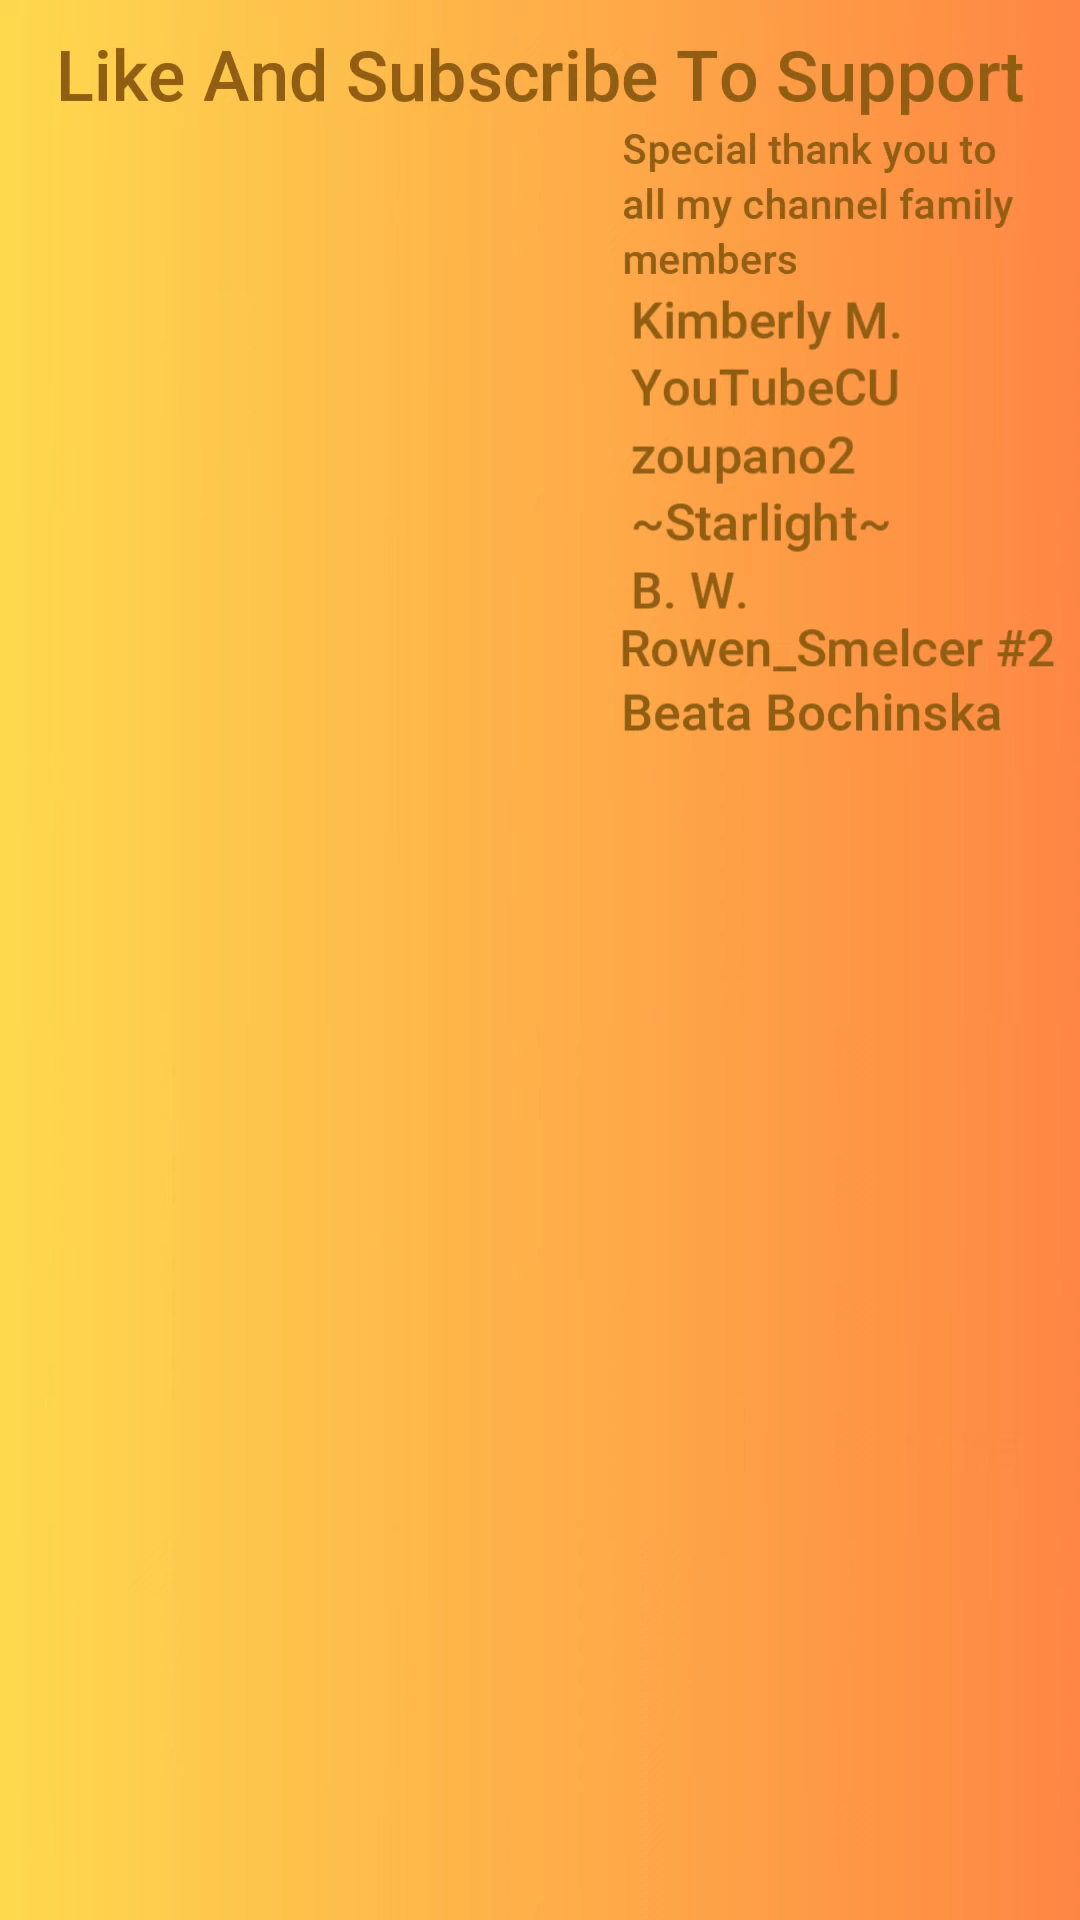 Like And Subscribe To Support
Special thank you to
all my channel family
members
Kimberly M.
YouTubeCU
zoupano2
~Starlight~
B. W.
Rowen_Smelcer #2
Beata Bochinska